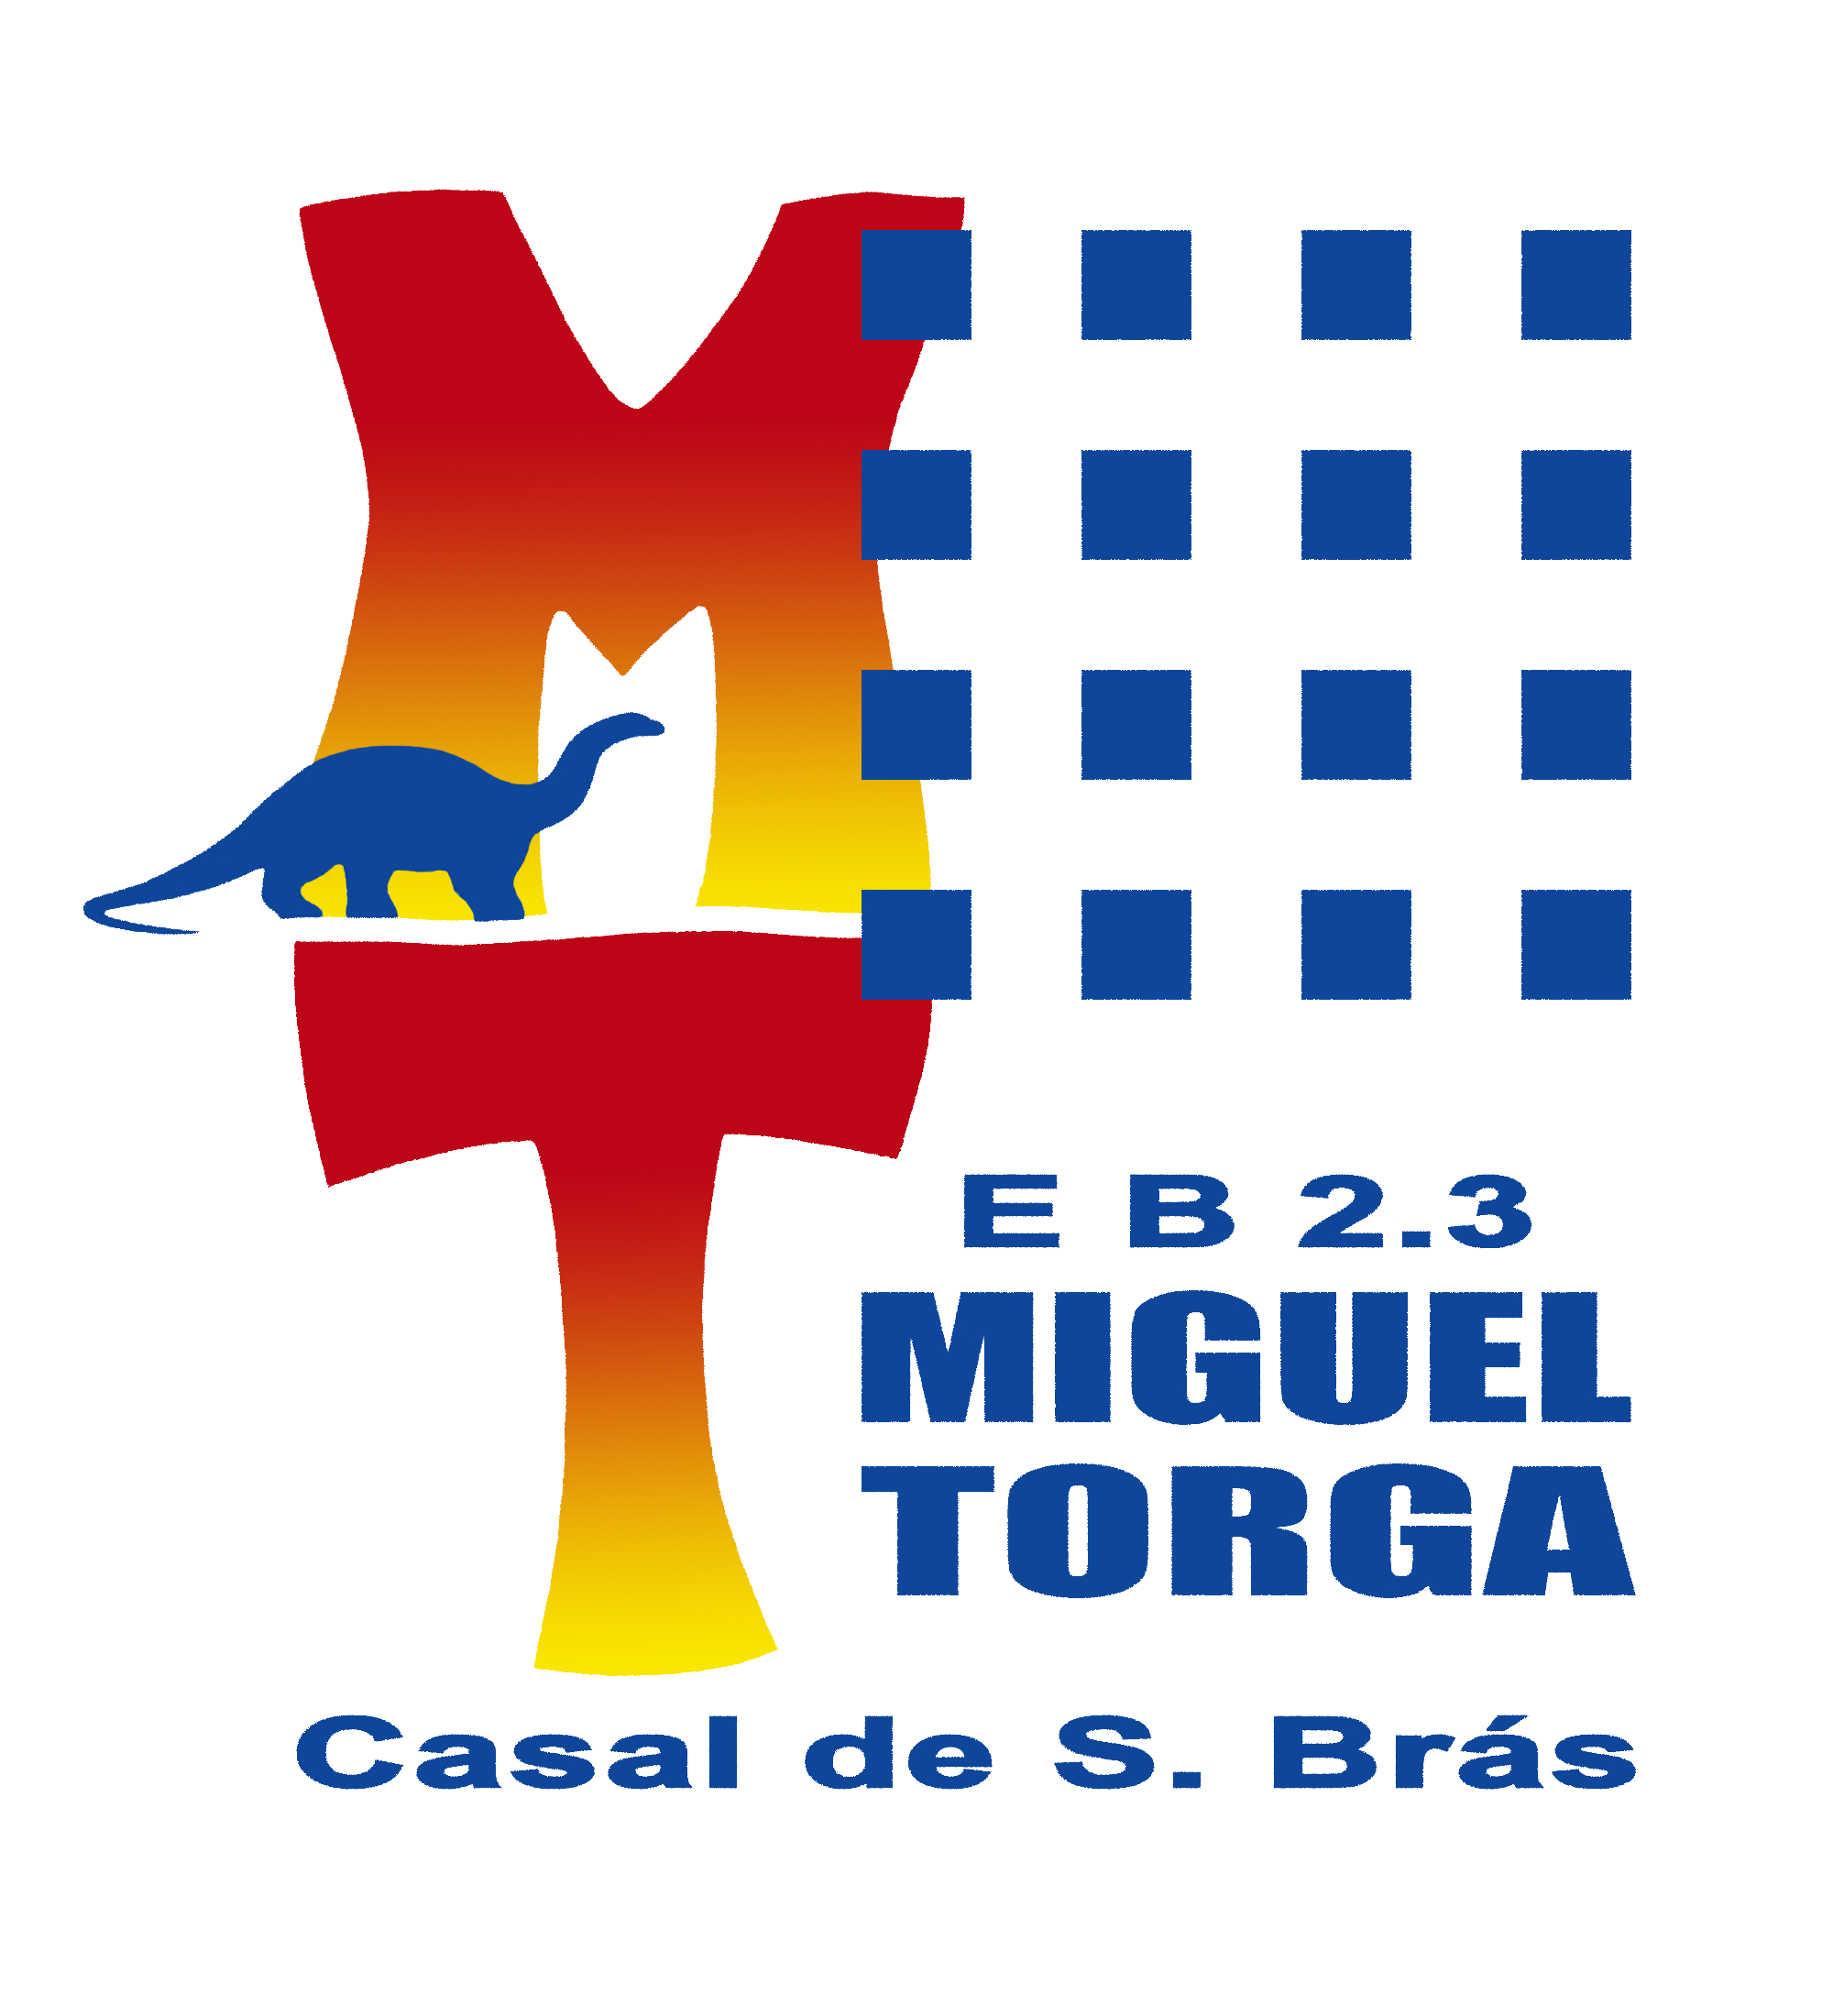 M
T
E B 2.3
MIGUEL
TORGA
Casal de S. Brás